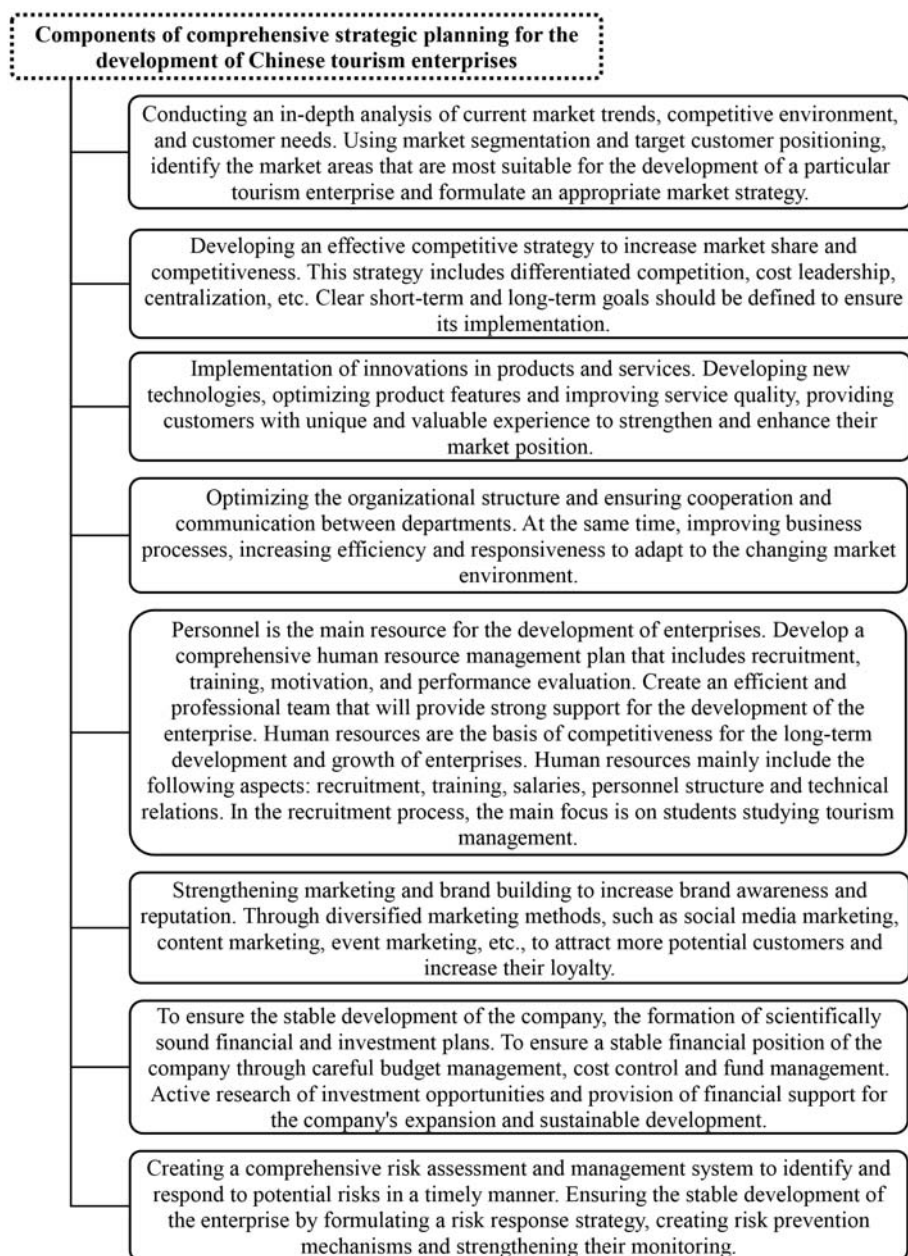 Components of comprehensive strategic planning for the
development of Chinese tourism enterprises
Conducting an in-depth analysis of current market trends, competitive environment,
and customer needs. Using market segmentation and target customer positioning,
identify the market areas that are most suitable for the development of a particular
tourism enterprise and formulate an appropriate market strategy.
Developing an effective competitive strategy to increase market share and
competitiveness. This strategy includes differentiated competition, cost leadership,
centralization, etc. Clear short-term and long-term goals should be defined to ensure
its implementation.
Implementation of innovations in products and services. Developing new
technologies, optimizing product features and improving service quality, providing
customers with unique and valuable experience to strengthen and enhance their
market position.
Optimizing the organizational structure and ensuring cooperation and
communication between departments. At the same time, improving business
processes, increasing efficiency and responsiveness to adapt to the changing market
environment.
Personnel is the main resource for the development of enterprises. Develop a
comprehensive human resource management plan that includes recruitment,
training, motivation, and performance evaluation. Create an efficient and
professional team that will provide strong support for the development of the
enterprise. Human resources are the basis of competitiveness for the long-term
development and growth of enterprises. Human resources mainly include the
following aspects: recruitment, training, salaries, personnel structure and technical
relations. In the recruitment process, the main focus is on students studying tourism
management.
Strengthening marketing and brand building to increase brand awareness and
reputation. Through diversified marketing methods, such as social media marketing,
content marketing, event marketing, etc., to attract more potential customers and
increase their loyalty.
To ensure the stable development of the company, the formation of scientifically
sound financial and investment plans. To ensure a stable financial position of the
company through careful budget management, cost control and fund management.
Active research of investment opportunities and provision of financial support for
the company's expansion and sustainable development.
Creating a comprehensive risk assessment and management system to identify and
respond to potential risks in a timely manner. Ensuring the stable development of
the enterprise by formulating a risk response strategy, creating risk prevention
mechanisms and strengthening their monitoring.